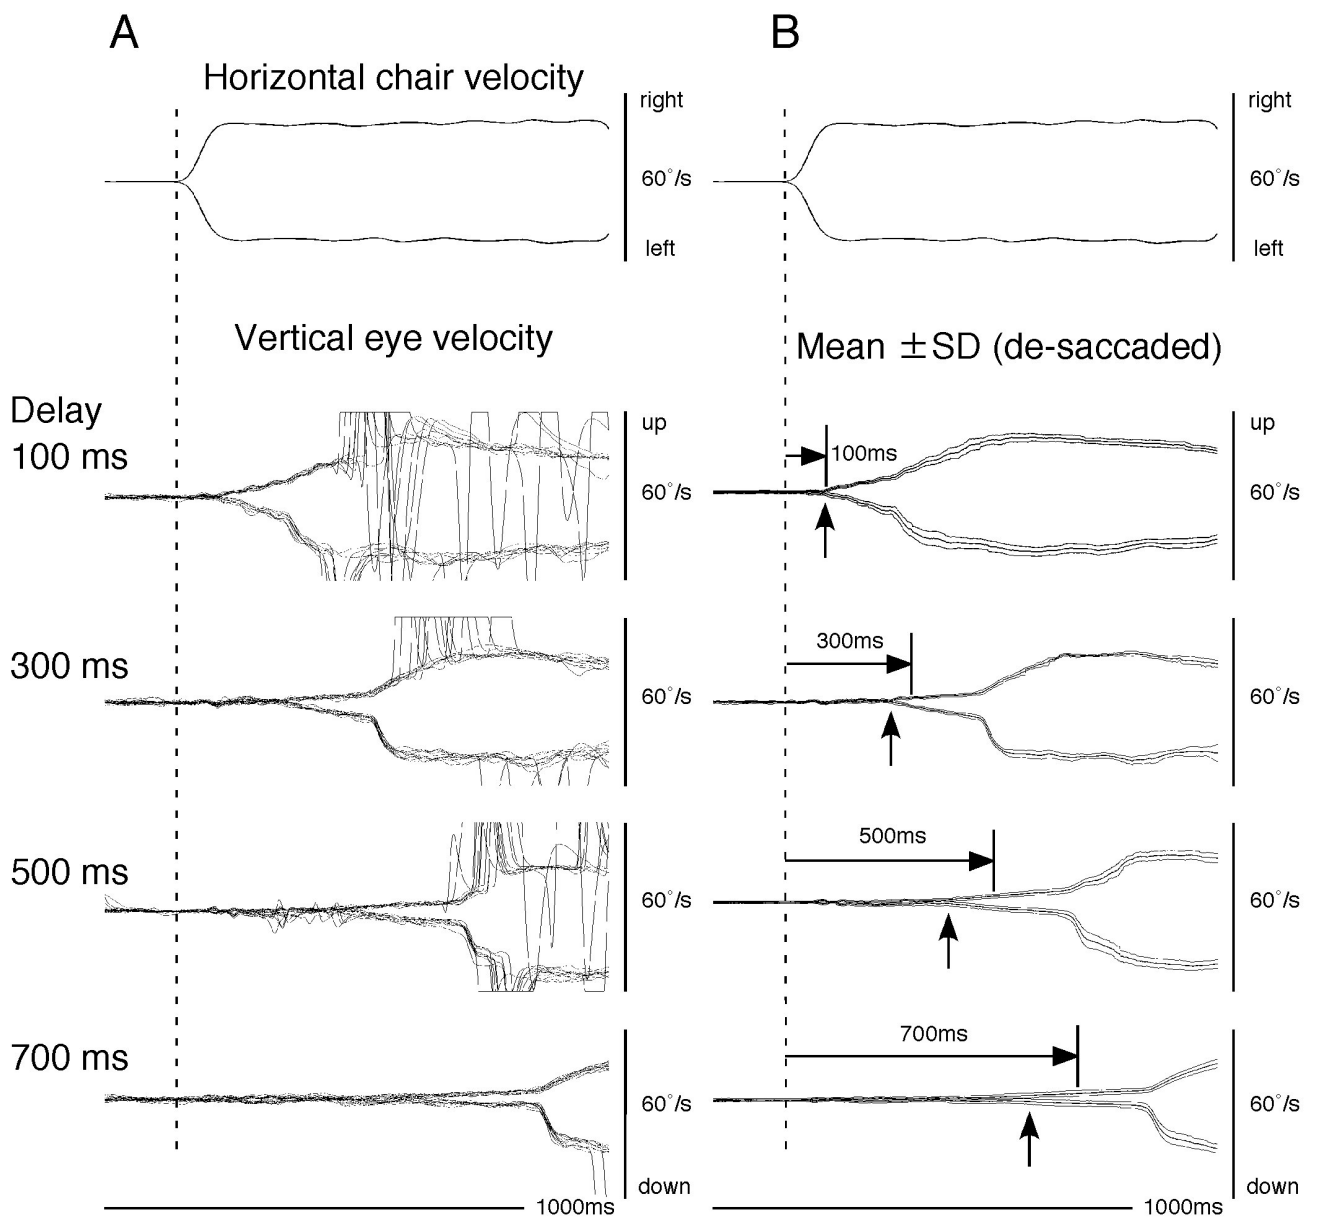 A
B
Horizontal chair velocity
right
60°/s
left
right
60°/s
left
Vertical eye velocity
Mean ±SD (de-saccaded)
Delay
100 ms
up
60°/s
100ms
up
60°/s
300 ms
60°/s
300ms
60°/s
500 ms
60°/s
500ms
60°/s
700 ms
60°/s
down
700ms
60°/s
down
1000ms
1000ms